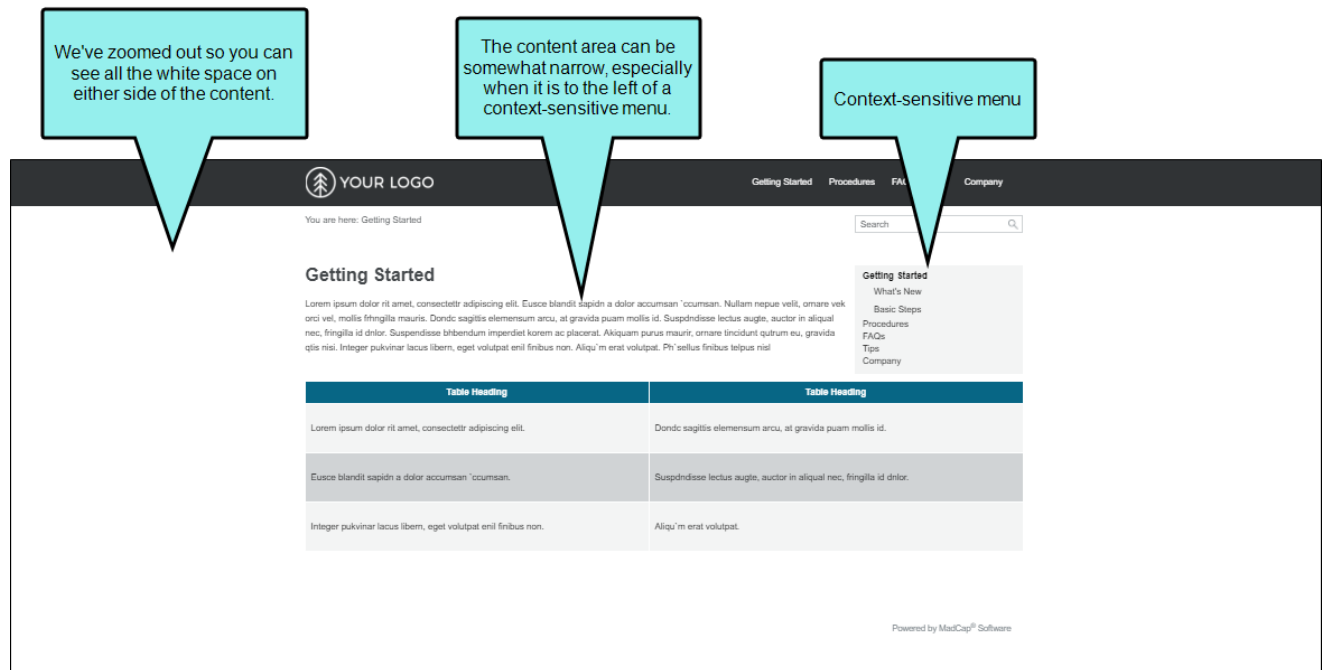 We've zoomed out so you can
see all the white space on
either side of the content.
The content area can be
somewhat narrow, especially
when it is to the left of a
context-sensitive menu.
Context-sensitive menu
YOUR LOGO
Getting Started Procedures FAQ Company
You are here: Getting Started
Search
Getting Started
Lorem ipsum dolor rit amet, consectettr adipiscing elit. Eusce blandit sapidn a dolor accumsan `ccumsan. Nullam nepue velit, ornare vek
orci vel, mollis frhngilla mauris. Dondc sagittis elemensum arcu, at gravida puam mollis id. Suspdndisse lectus augte, auctor in aliqual
nec, fringilla id dnlor. Suspendisse bhbendum imperdiet korem ac placerat. Akiquam purus maurir, ornare tincidunt qutrum eu, gravida
qtis nisi. Integer pukvinar lacus libern, eget volutpat enil finibus non. Aliqu`m erat volutpat. Ph`sellus finibus telpus nisl
Getting Started
What's New
Basic Steps
Procedures
FAQs
Tips
Company
Table Heading Table Heading
Lorem ipsum dolor rit amet, consectettr adipiscing elit. Dondc sagittis elemensum arcu, at gravida puam mollis id.
Eusce blandit sapidn a dolor accumsan `ccumsan. Suspdndisse lectus augte, auctor in aliqual nec, fringilla id dnlor.
Integer pukvinar lacus libern, eget volutpat enil finibus non. Aliqu`m erat volutpat.
Powered by MadCap® Software